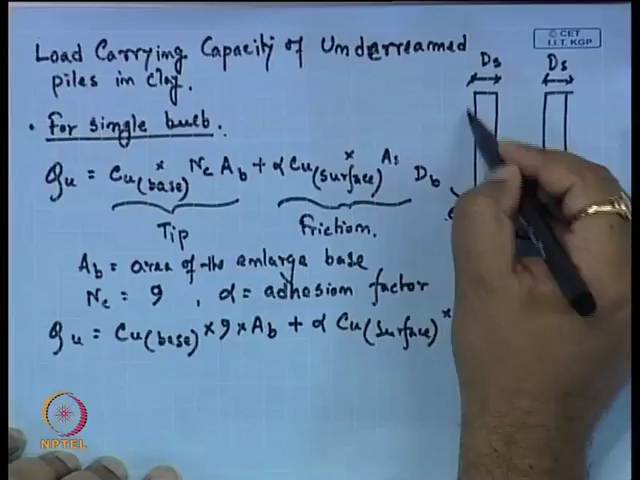 Load Carrying Capacity of Underreamed
piles in clay.
© CET
I.I.T. KGP
Ds Ds
• For single bulb.
Qu = Cu(base) × Nc Ab + α Cu(surface) × As
Db
Tip Friction.
Ab = area of the enlarge base
Nc = 9 , α = adhesion factor
Qu = Cu(base) × 9 × Ab + α Cu(surface) ×
NPTEL